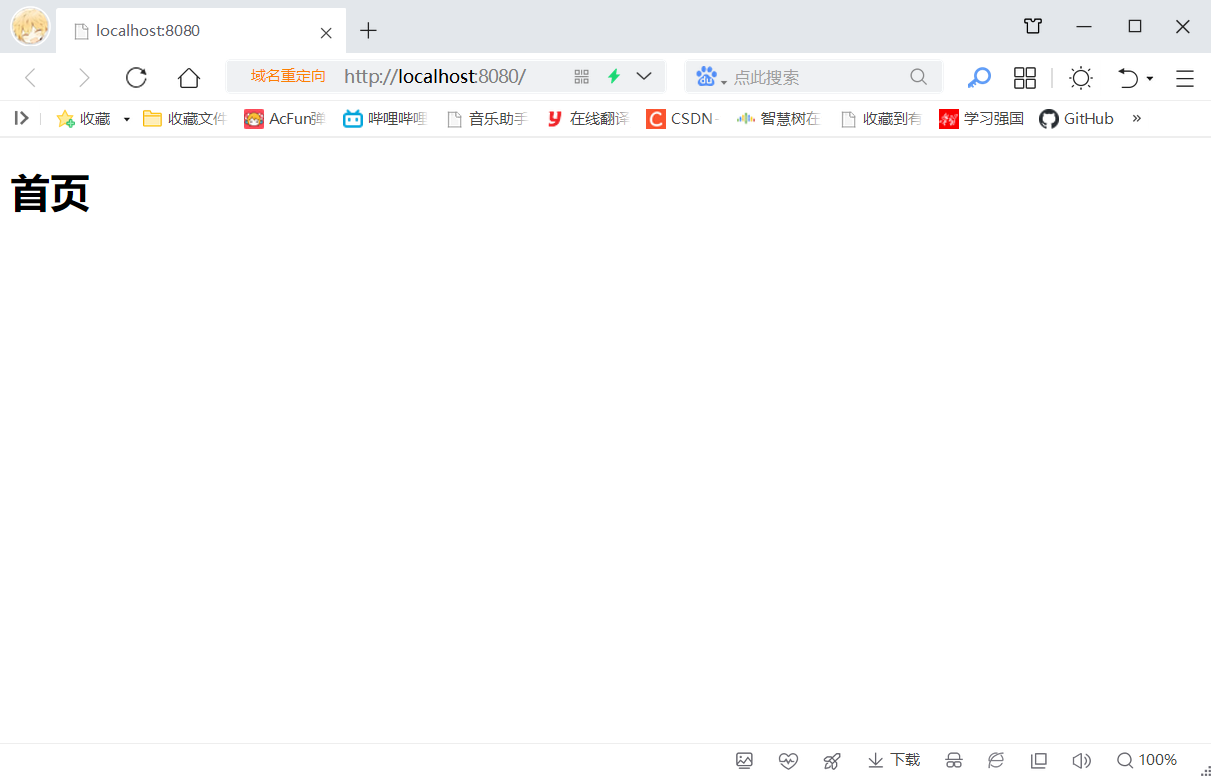 localhost:8080
域名重定向 http://localhost:8080/ du 点此搜索
收藏 收藏文件 AcFun弹 哔哩哔哩 音乐助手 y 在线翻译 C CSDN- 智慧树在 收藏到有 学习强国 GitHub »
首页
下载 100%